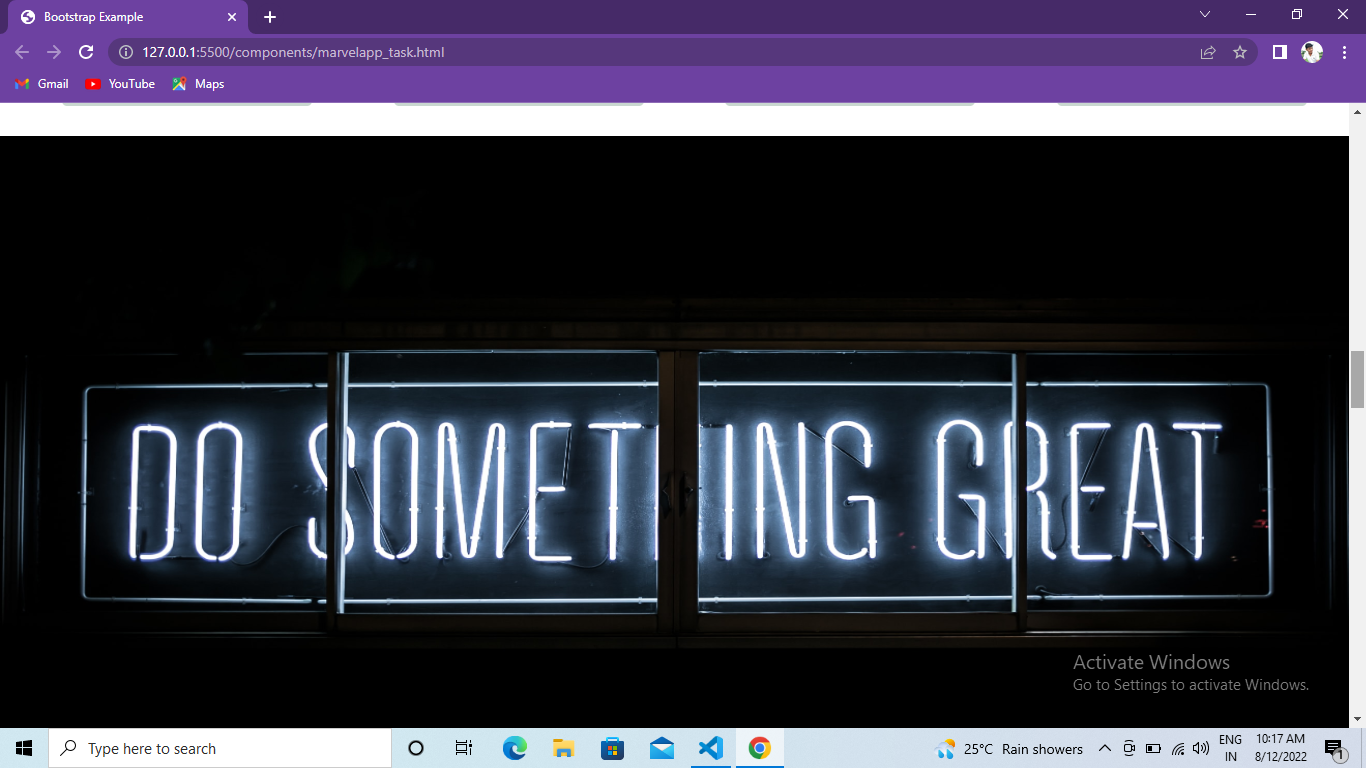 Bootstrap Example
127.0.0.1:5500/components/marvelapp_task.html
Gmail YouTube Maps
DO SOMETHING GREAT
Activate Windows
Go to Settings to activate Windows.
Type here to search
25°C Rain showers
ENG
IN
10:17 AM
8/12/2022
1